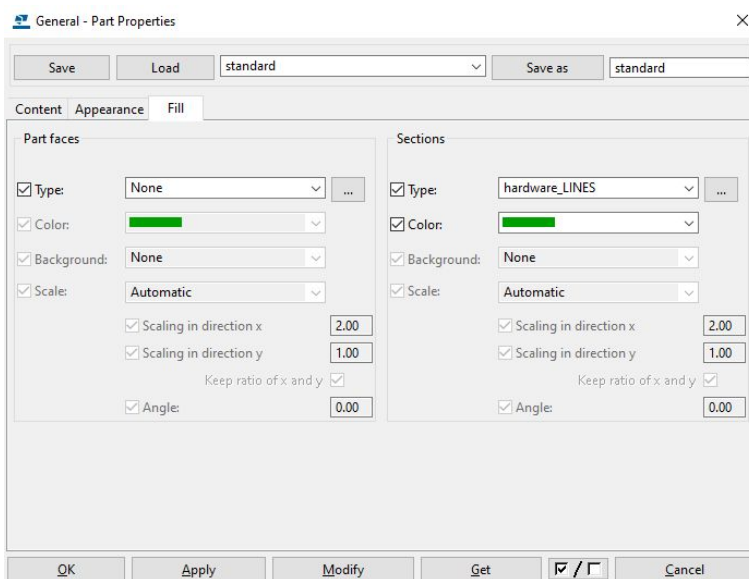 General - Part Properties
Save Load standard Save as standard
Content Appearance Fill
Part faces Sections
Type: None ... Type: hardware_LINES ...
Color: Color:
Background: None Background: None
Scale: Automatic Scale: Automatic
Scaling in direction x 2.00 Scaling in direction x 2.00
Scaling in direction y 1.00 Scaling in direction y 1.00
Keep ratio of x and y Keep ratio of x and y
Angle: 0.00 Angle: 0.00
OK Apply Modify Get / Cancel